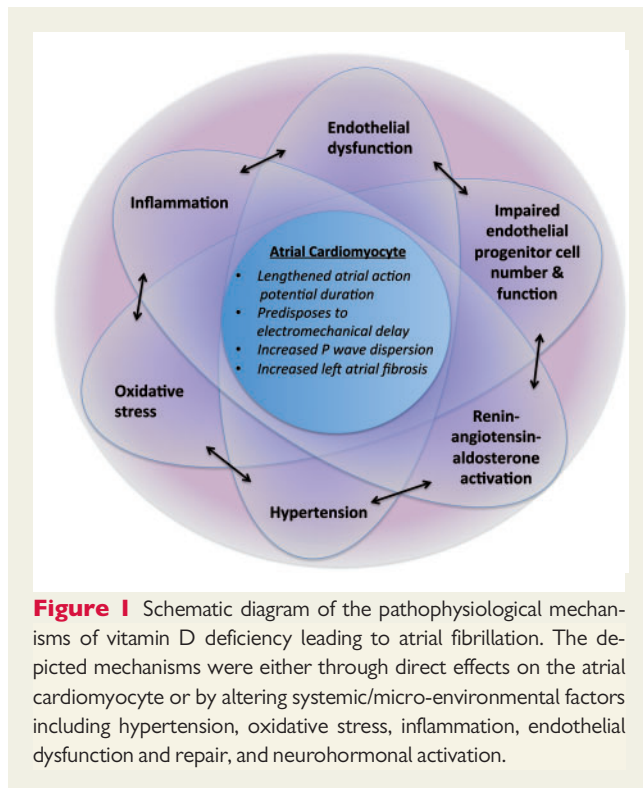 Endothelial
dysfunction
Inflammation
Impaired
endothelial
progenitor cell
number &
function
Atrial Cardiomyocyte
• Lengthened atrial action
potential duration
• Predisposes to
electromechanical delay
• Increased P wave dispersion
• Increased left atrial fibrosis
Oxidative
stress
Renin-
angiotensin-
aldosterone
activation
Hypertension
Figure 1 Schematic diagram of the pathophysiological mechan-
isms of vitamin D deficiency leading to atrial fibrillation. The de-
picted mechanisms were either through direct effects on the atrial
cardiomyocyte or by altering systemic/micro-environmental factors
including hypertension, oxidative stress, inflammation, endothelial
dysfunction and repair, and neurohormonal activation.